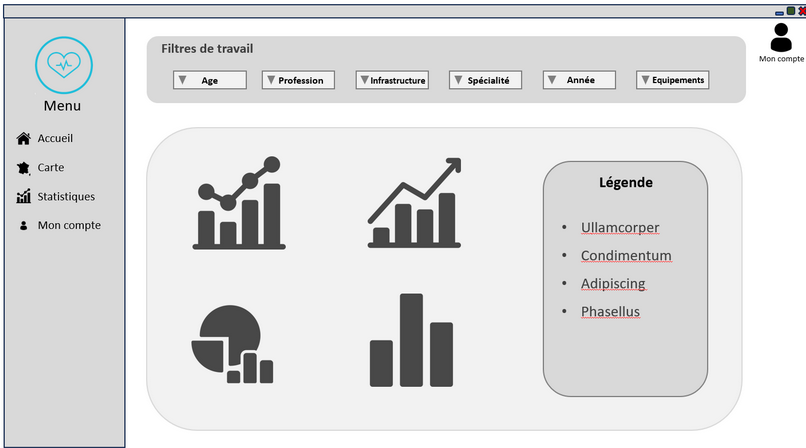 Menu
Accueil
Carte
Statistiques
Mon compte
Filtres de travail
Age
Profession
Infrastructure
Spécialité
Année
Equipements
Mon compte
Légende
• Ullamcorper
• Condimentum
• Adipiscing
• Phasellus